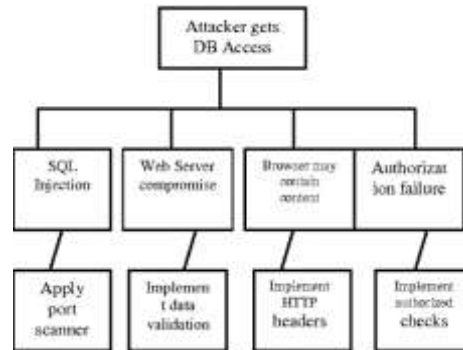 Attacker gets
DB Access
SQL
Injection
Web Server
compromise
Browser may
contain
content
Authorizat
ion failure
Apply
port
scanner
Implemen
t data
validation
Implement
HTTP
headers
Implement
authorized
checks